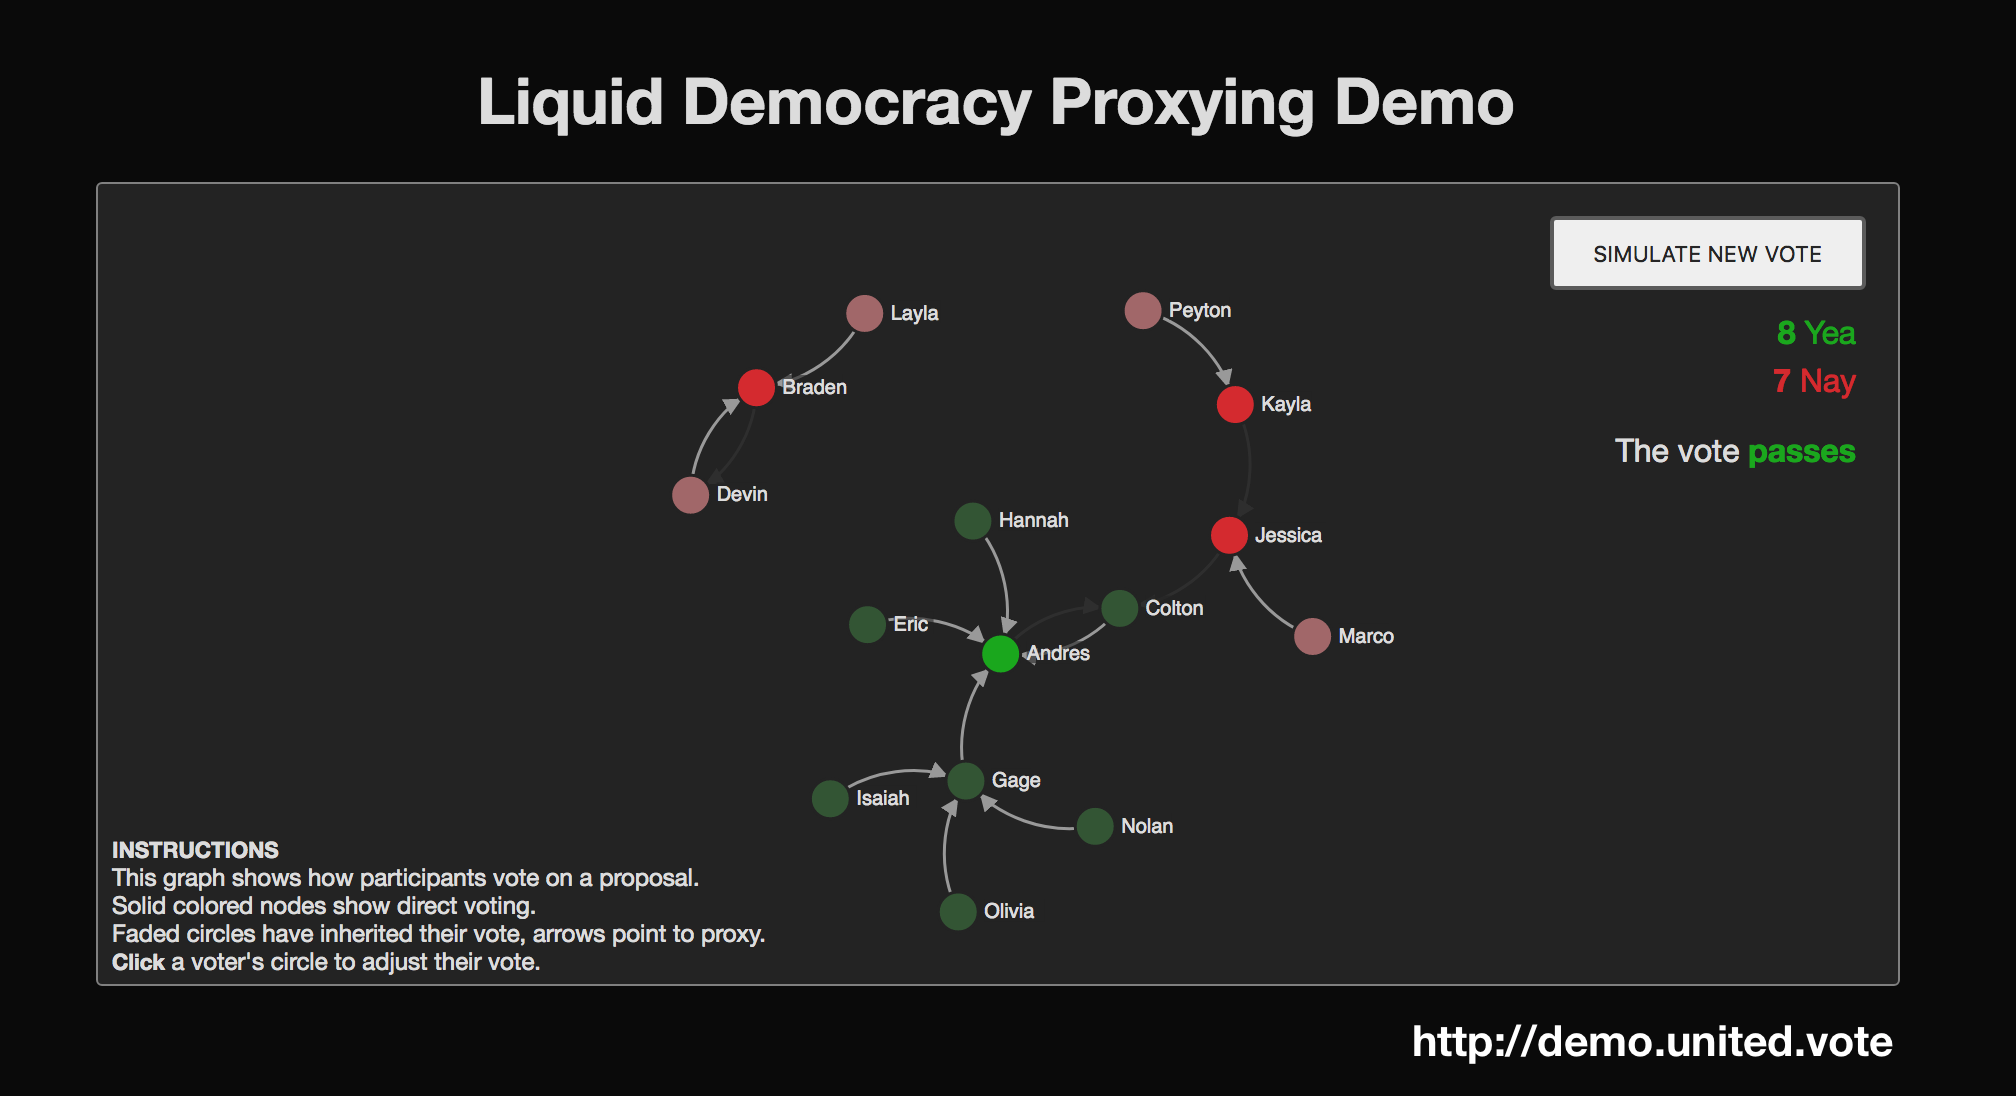 Liquid Democracy Proxying Demo
SIMULATE NEW VOTE
8 Yea
7 Nay
The vote passes
Layla
Peyton
Braden
Kayla
Devin
Hannah
Jessica
Colton
Eric
Marco
Andres
Gage
Isaiah
Nolan
Olivia
INSTRUCTIONS
This graph shows how participants vote on a proposal.
Solid colored nodes show direct voting.
Faded circles have inherited their vote, arrows point to proxy.
Click a voter's circle to adjust their vote.
http://demo.united.vote